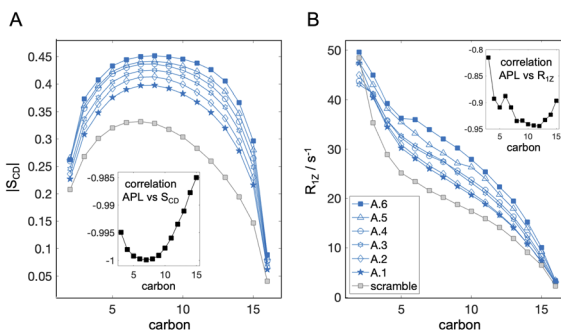 A
|S_CD|
0.45
0.4
0.35
0.3
0.25
0.2
0.15
0.1
0.05
5
10
15
carbon
correlation
APL vs S_CD
-0.985
-0.99
-0.995
-1
5
10
15
carbon
B
R_1Z / s⁻¹
50
40
30
20
10
0
5
10
15
carbon
correlation
APL vs R_1Z
-0.8
-0.85
-0.9
-0.95
5
10
15
carbon
A.6
A.5
A.4
A.3
A.2
A.1
scramble